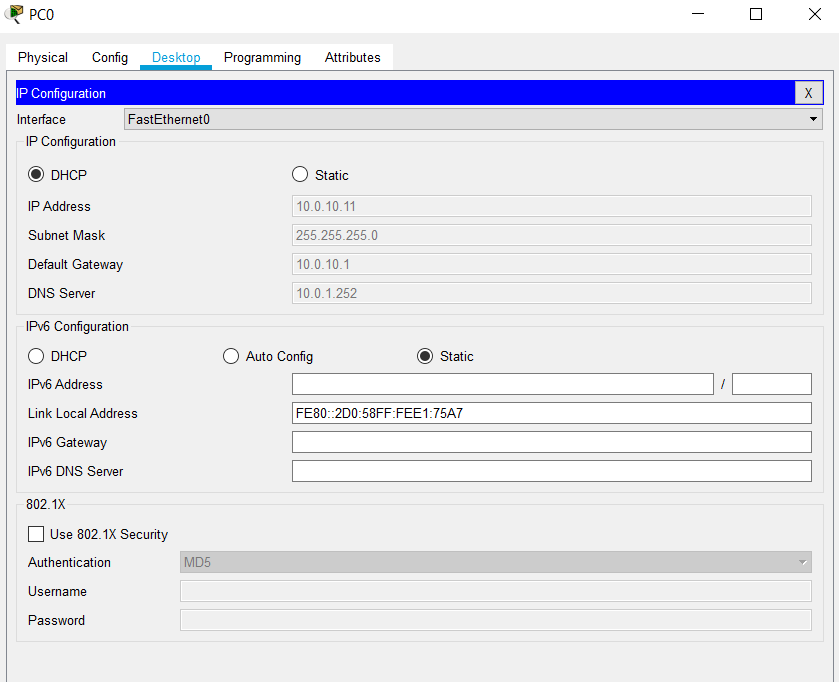 PC0
Physical Config Desktop Programming Attributes
IP Configuration X
Interface FastEthernet0
IP Configuration
DHCP Static
IP Address 10.0.10.11
Subnet Mask 255.255.255.0
Default Gateway 10.0.10.1
DNS Server 10.0.1.252
IPv6 Configuration
DHCP Auto Config Static
IPv6 Address /
Link Local Address FE80::2D0:58FF:FEE1:75A7
IPv6 Gateway
IPv6 DNS Server
802.1X
Use 802.1X Security
Authentication MD5
Username
Password